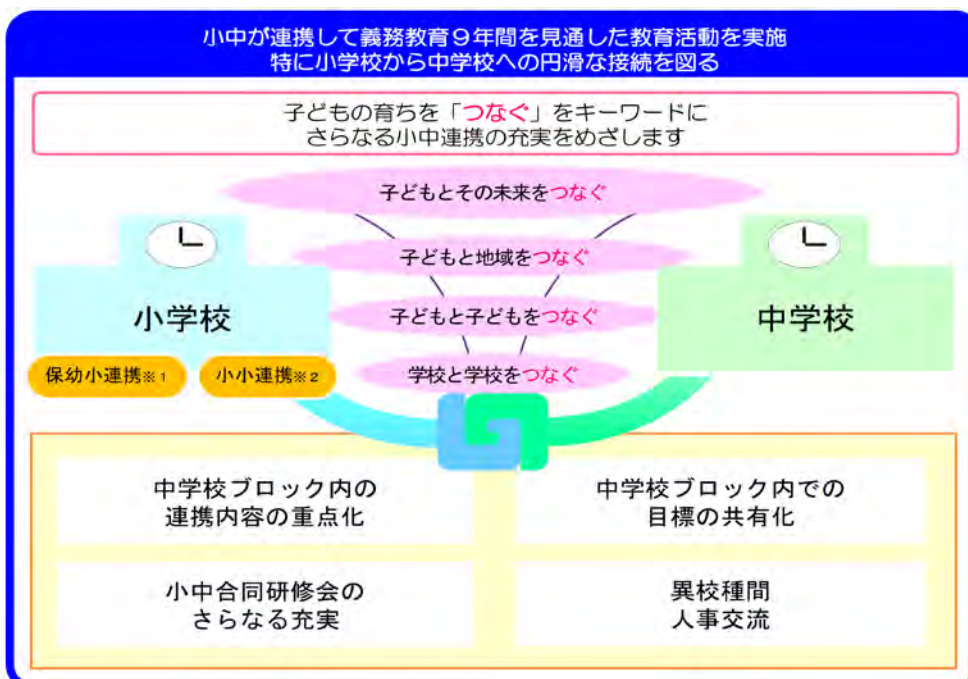 小中が連携して義務教育９年間を見通した教育活動を実施
特に小学校から中学校への円滑な接続を図る
子どもの育ちを「つなぐ」をキーワードに
さらなる小中連携の充実をめざします
子どもとその未来をつなぐ
子どもと地域をつなぐ
子どもと子どもをつなぐ
学校と学校をつなぐ
小学校
中学校
保幼小連携※1
小小連携※2
中学校ブロック内の
連携内容の重点化
中学校ブロック内での
目標の共有化
小中合同研修会の
さらなる充実
異校種間
人事交流